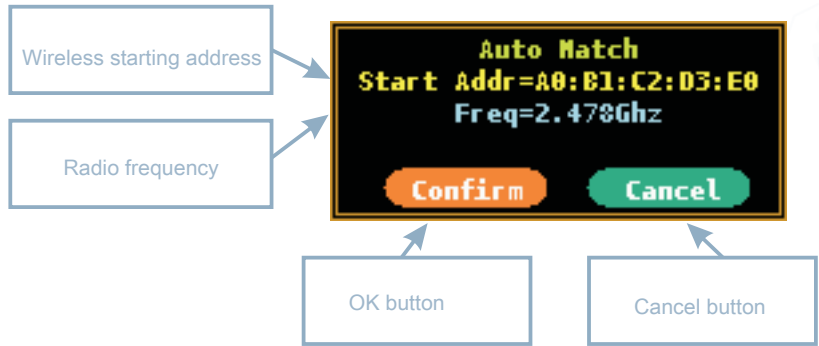 Wireless starting address
Radio frequency
Auto Match
Start Addr=A0:B1:C2:D3:E0
Freq=2.478Ghz
Confirm
Cancel
OK button
Cancel button